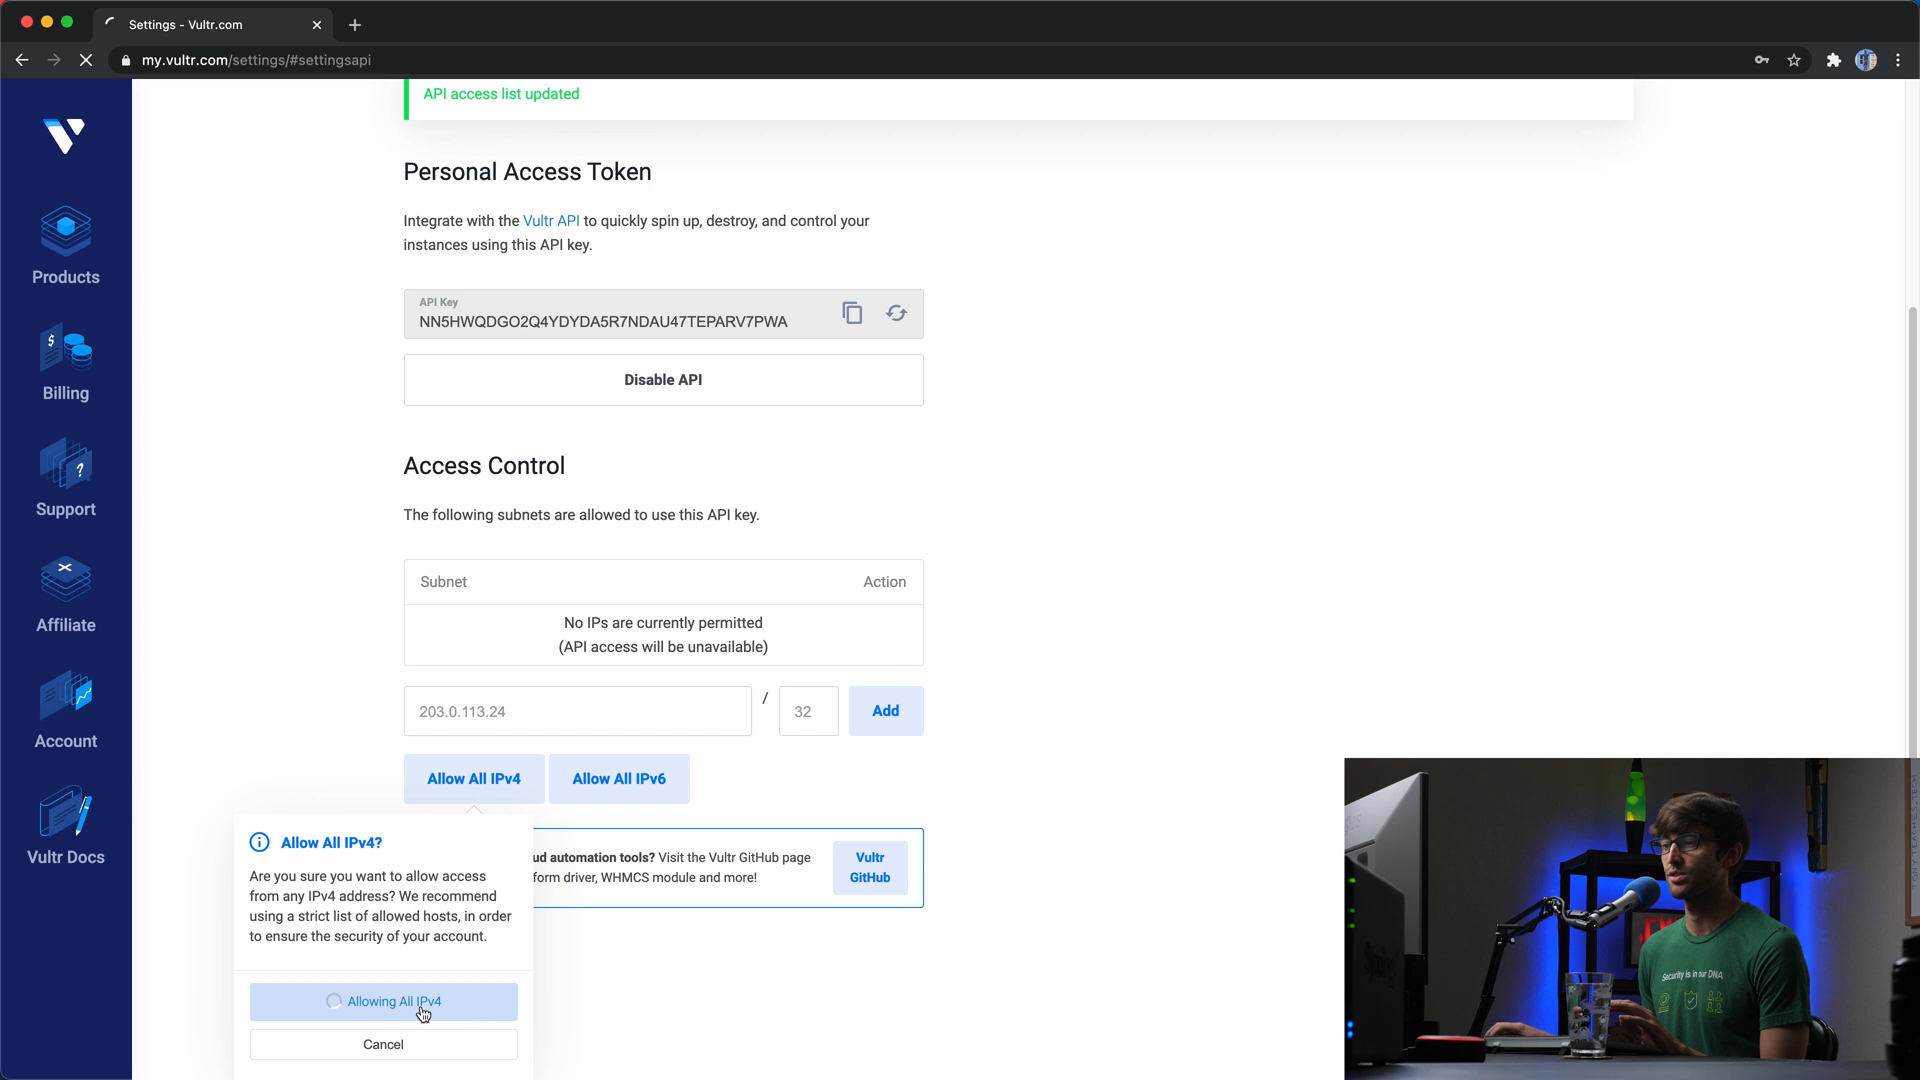 Settings - Vultr.com
my.vultr.com/settings/#settingsapi
API access list updated
Products
Billing
Support
Affiliate
Account
Vultr Docs
Personal Access Token
Integrate with the Vultr API to quickly spin up, destroy, and control your
instances using this API key.
API Key
NN5HWQDGO2Q4YDYDA5R7NDAU47TEPARV7PWA
Disable API
Access Control
The following subnets are allowed to use this API key.
Subnet Action
No IPs are currently permitted
(API access will be unavailable)
203.0.113.24 / 32 Add
Allow All IPv4 Allow All IPv6
Allow All IPv4?
Are you sure you want to allow access
from any IPv4 address? We recommend
using a strict list of allowed hosts, in order
to ensure the security of your account.
Allowing All IPv4
Cancel
ud automation tools? Visit the Vultr GitHub page
form driver, WHMCS module and more!
Vultr
GitHub
Security is in our DNA